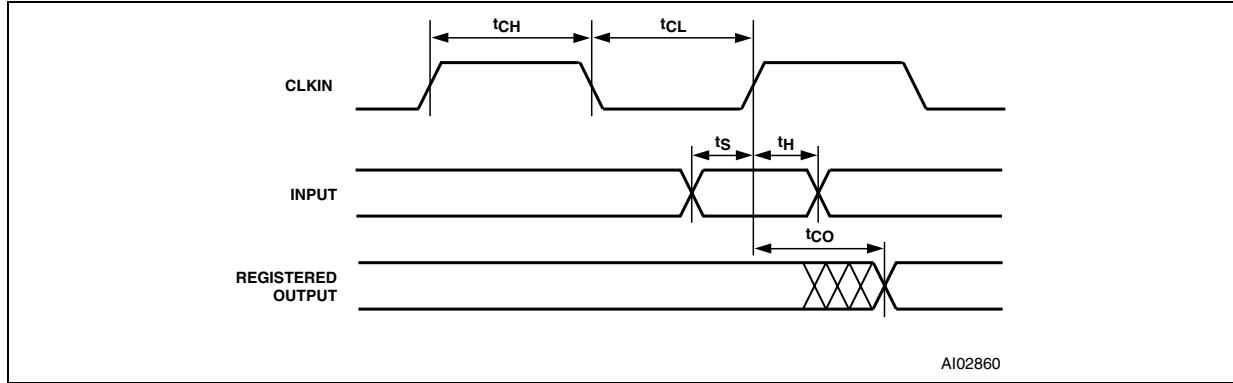 tCH
tCL
CLKIN
tS
tH
INPUT
tCO
REGISTERED
OUTPUT
AI02860